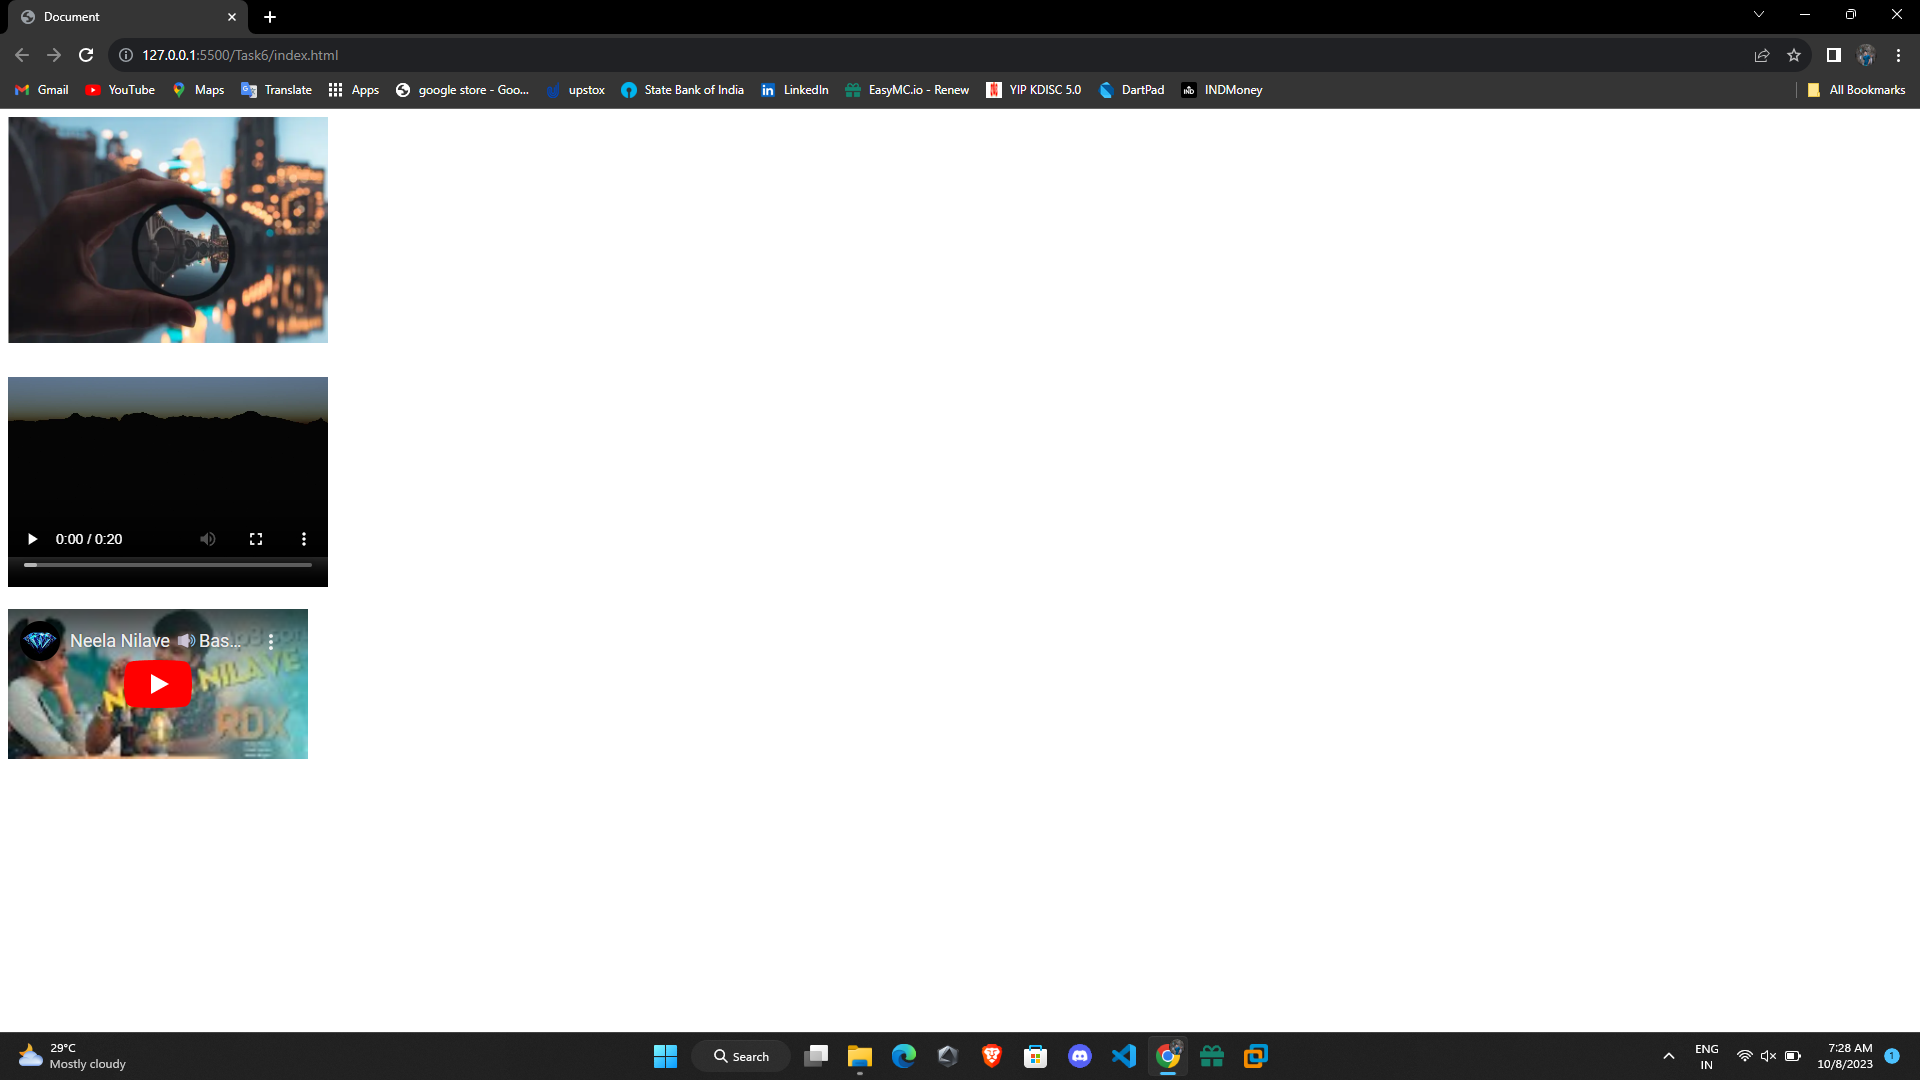 Document
127.0.0.1:5500/Task6/index.html
Gmail YouTube Maps Translate Apps google store - Goo... upstox State Bank of India LinkedIn EasyMC.io - Renew YIP KDISC 5.0 DartPad INDMoney All Bookmarks
0:00 / 0:20
Neela Nilave 🔊 Bas...
NILAVE
RDX
29°C
Mostly cloudy
Search
ENG
IN
7:28 AM
10/8/2023
1